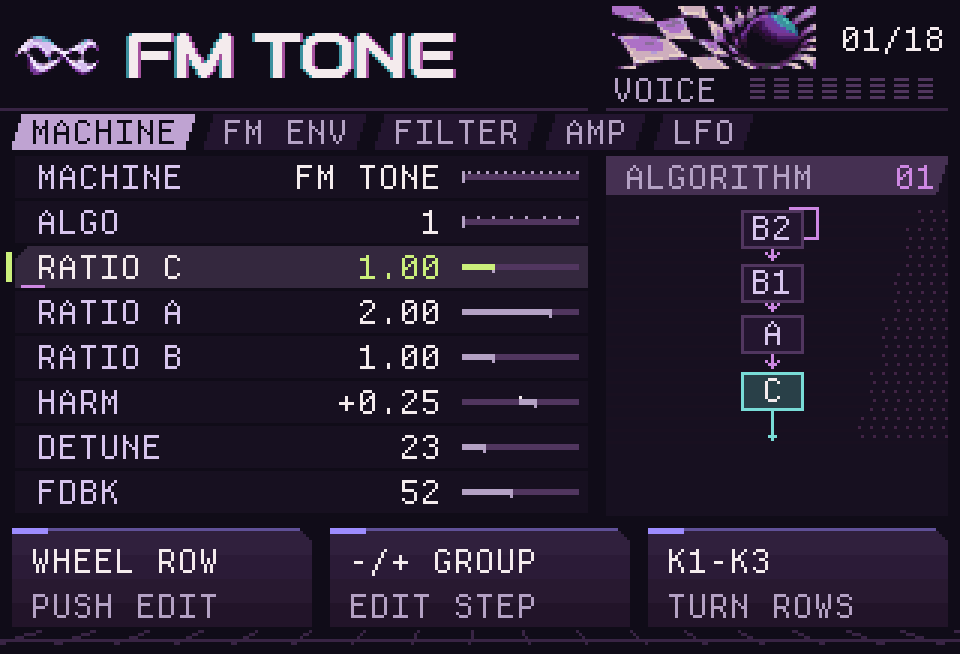 FM TONE
01/18
VOICE
MACHINE FM ENV FILTER AMP LFO
MACHINE FM TONE
ALGO 1
RATIO C 1.00
RATIO A 2.00
RATIO B 1.00
HARM +0.25
DETUNE 23
FDBK 52
ALGORITHM 01
B2
B1
A
C
WHEEL ROW
PUSH EDIT
-/+ GROUP
EDIT STEP
K1-K3
TURN ROWS